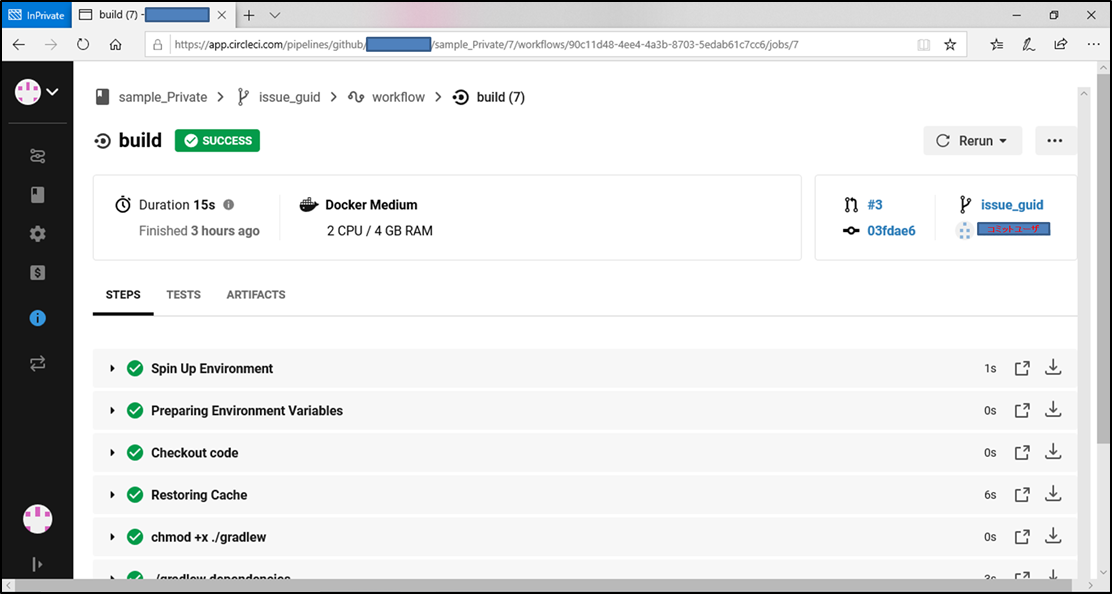 InPrivate
build (7) -
https://app.circleci.com/pipelines/github/ /sample_Private/7/workflows/90c11d48-4ee4-4a3b-8703-5edab61c7cc6/jobs/7
sample_Private > issue_guid > workflow > build (7)
build SUCCESS Rerun
Duration 15s Docker Medium #3 issue_guid
Finished 3 hours ago 2 CPU / 4 GB RAM 03fdae6 コミットユーザ
STEPS TESTS ARTIFACTS
Spin Up Environment 1s
Preparing Environment Variables 0s
Checkout code 0s
Restoring Cache 6s
chmod +x ./gradlew 0s
./gradlew dependencies 3s